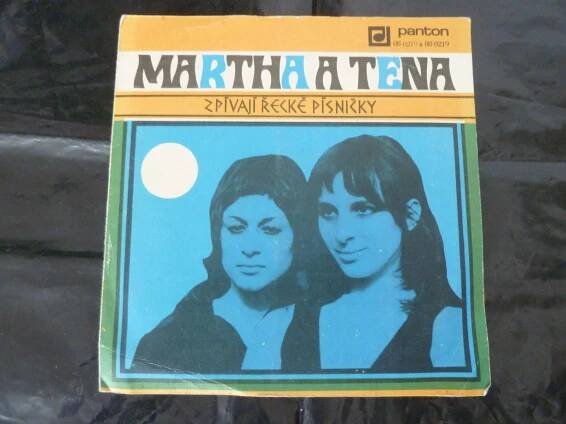 panton
MARTHA A TENA
ZPÍVAJÍ ŘECKÉ PÍSNIČKY